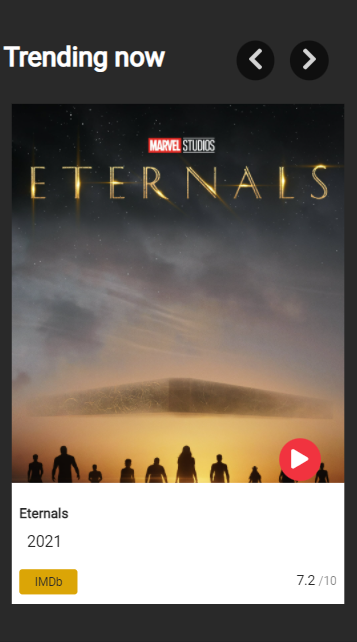 Trending now
MARVEL STUDIOS
ETERNALS
Eternals
2021
IMDb
7.2 /10